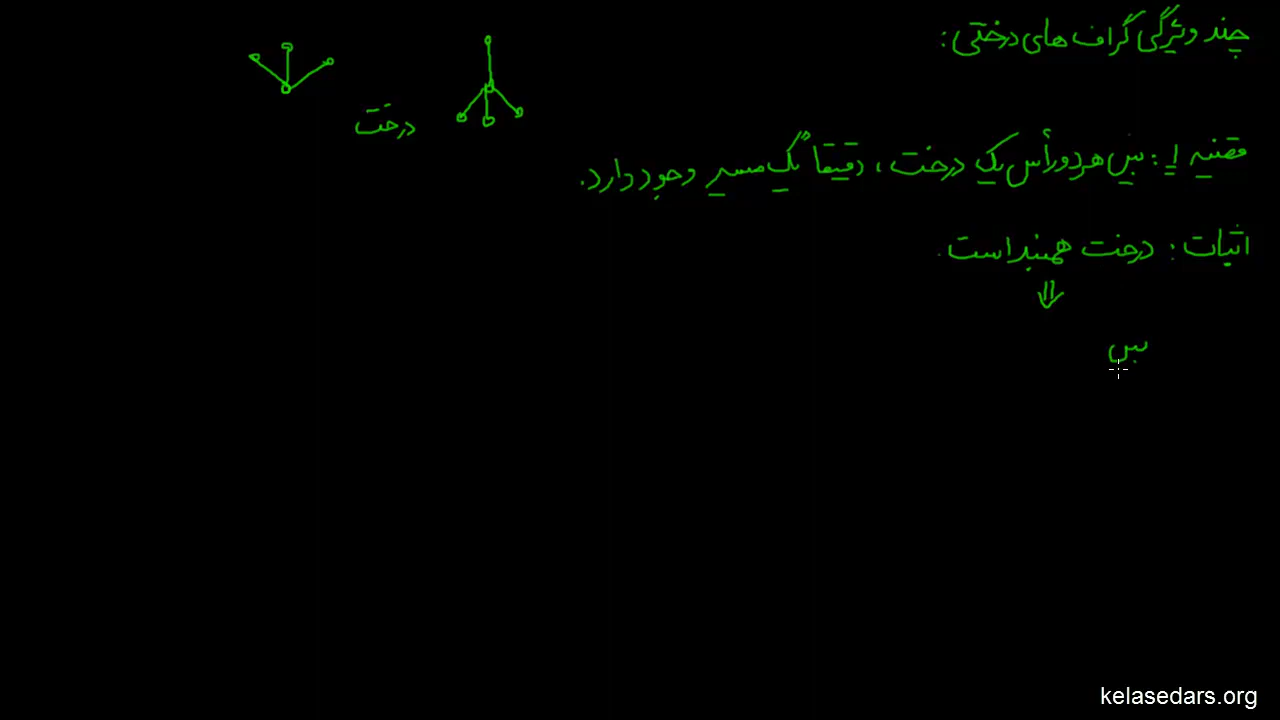 چند ویژگی گراف های درختی:
درخت
قضیه 1: بین هر دو رأس یک درخت، دقیقاً یک مسیر وجود دارد.
اثبات: درخت همبند است.
⇓
بین
kelasedars.org